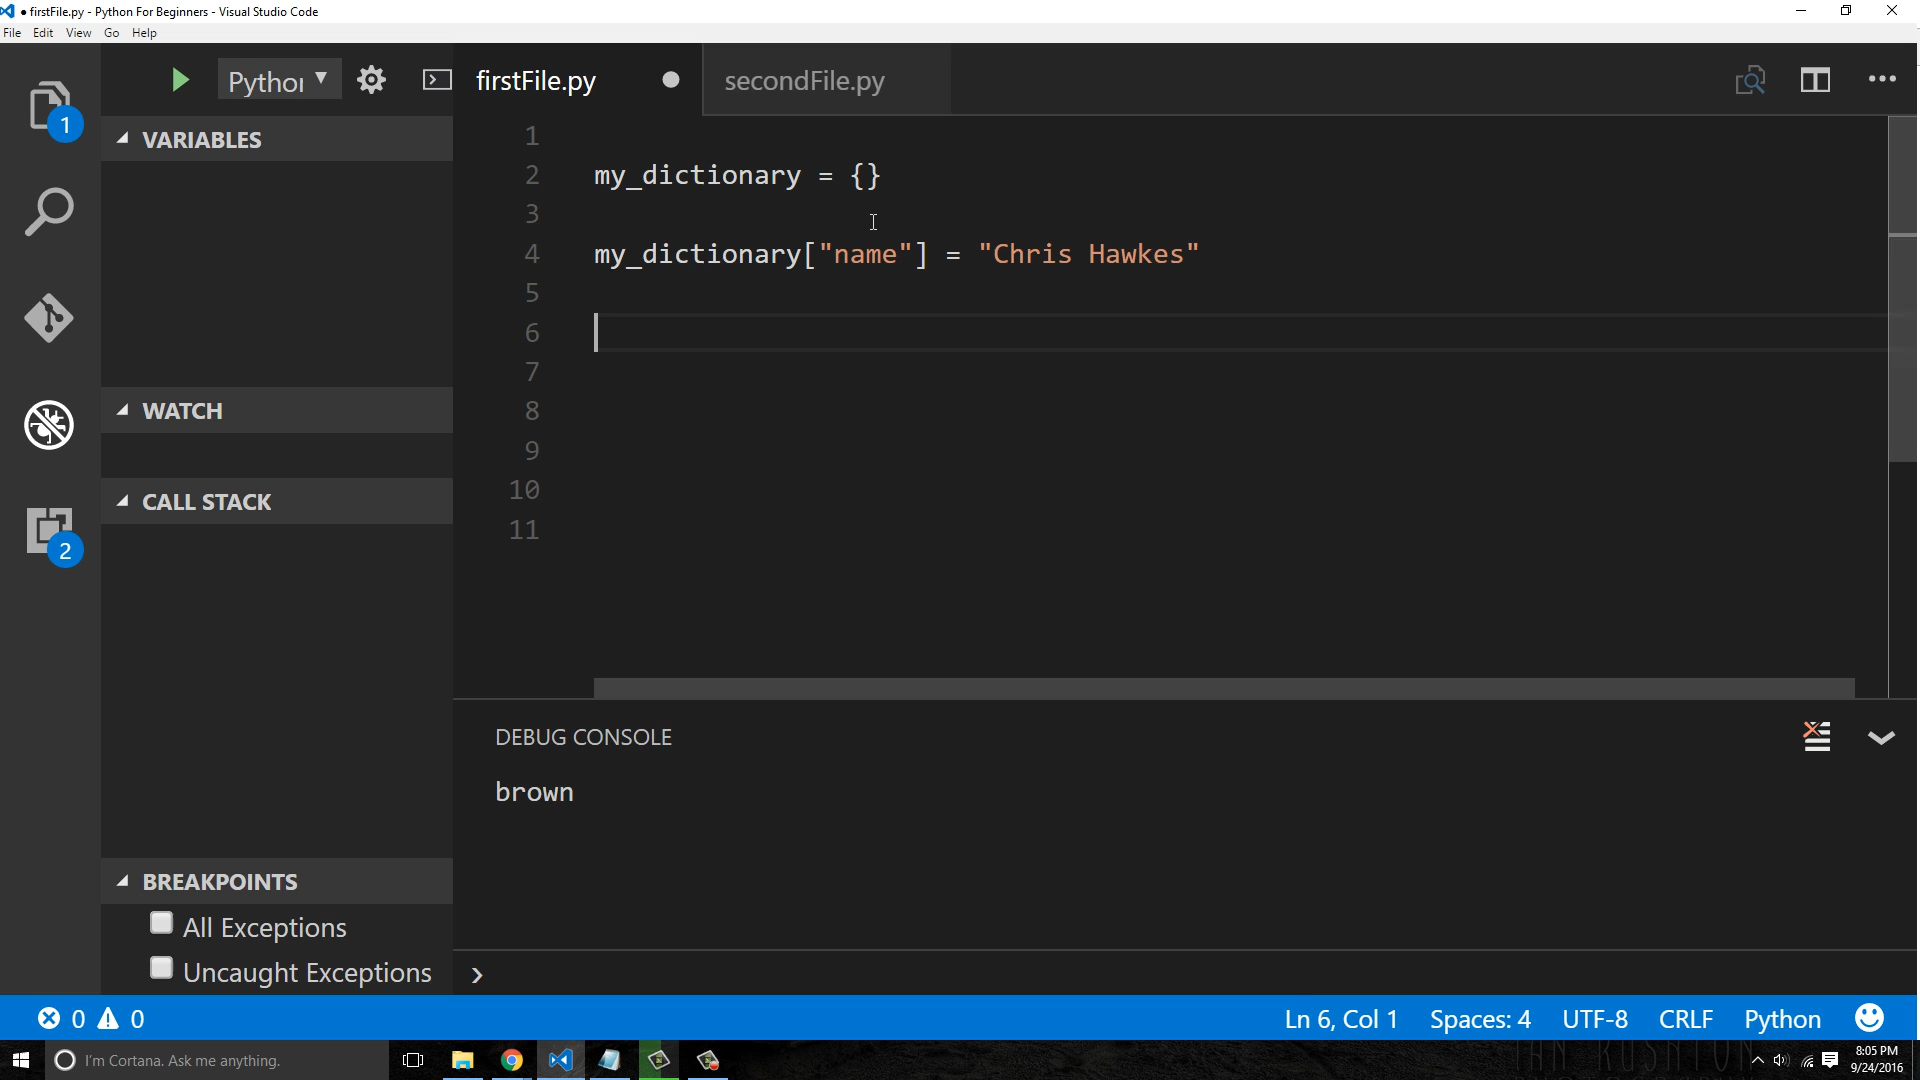 ● firstFile.py - Python For Beginners - Visual Studio Code
File Edit View Go Help
Pythor
firstFile.py
secondFile.py
1
VARIABLES
1
2 my_dictionary = {}
3
4 my_dictionary["name"] = "Chris Hawkes"
5
6
7
8
9
10
11
WATCH
CALL STACK
2
DEBUG CONSOLE
brown
BREAKPOINTS
All Exceptions
Uncaught Exceptions
0 0
Ln 6, Col 1 Spaces: 4 UTF-8 CRLF Python
I'm Cortana. Ask me anything.
8:05 PM
9/24/2016